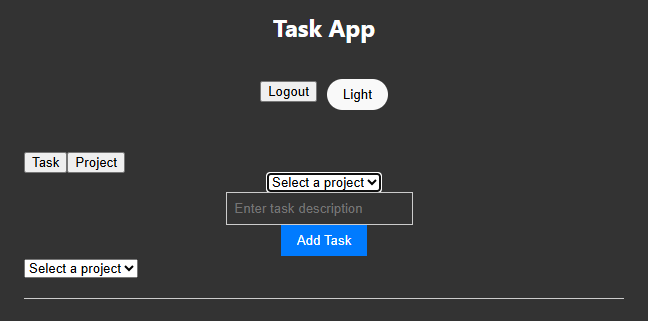 Task App
Logout Light
Task Project
Select a project
Enter task description
Add Task
Select a project